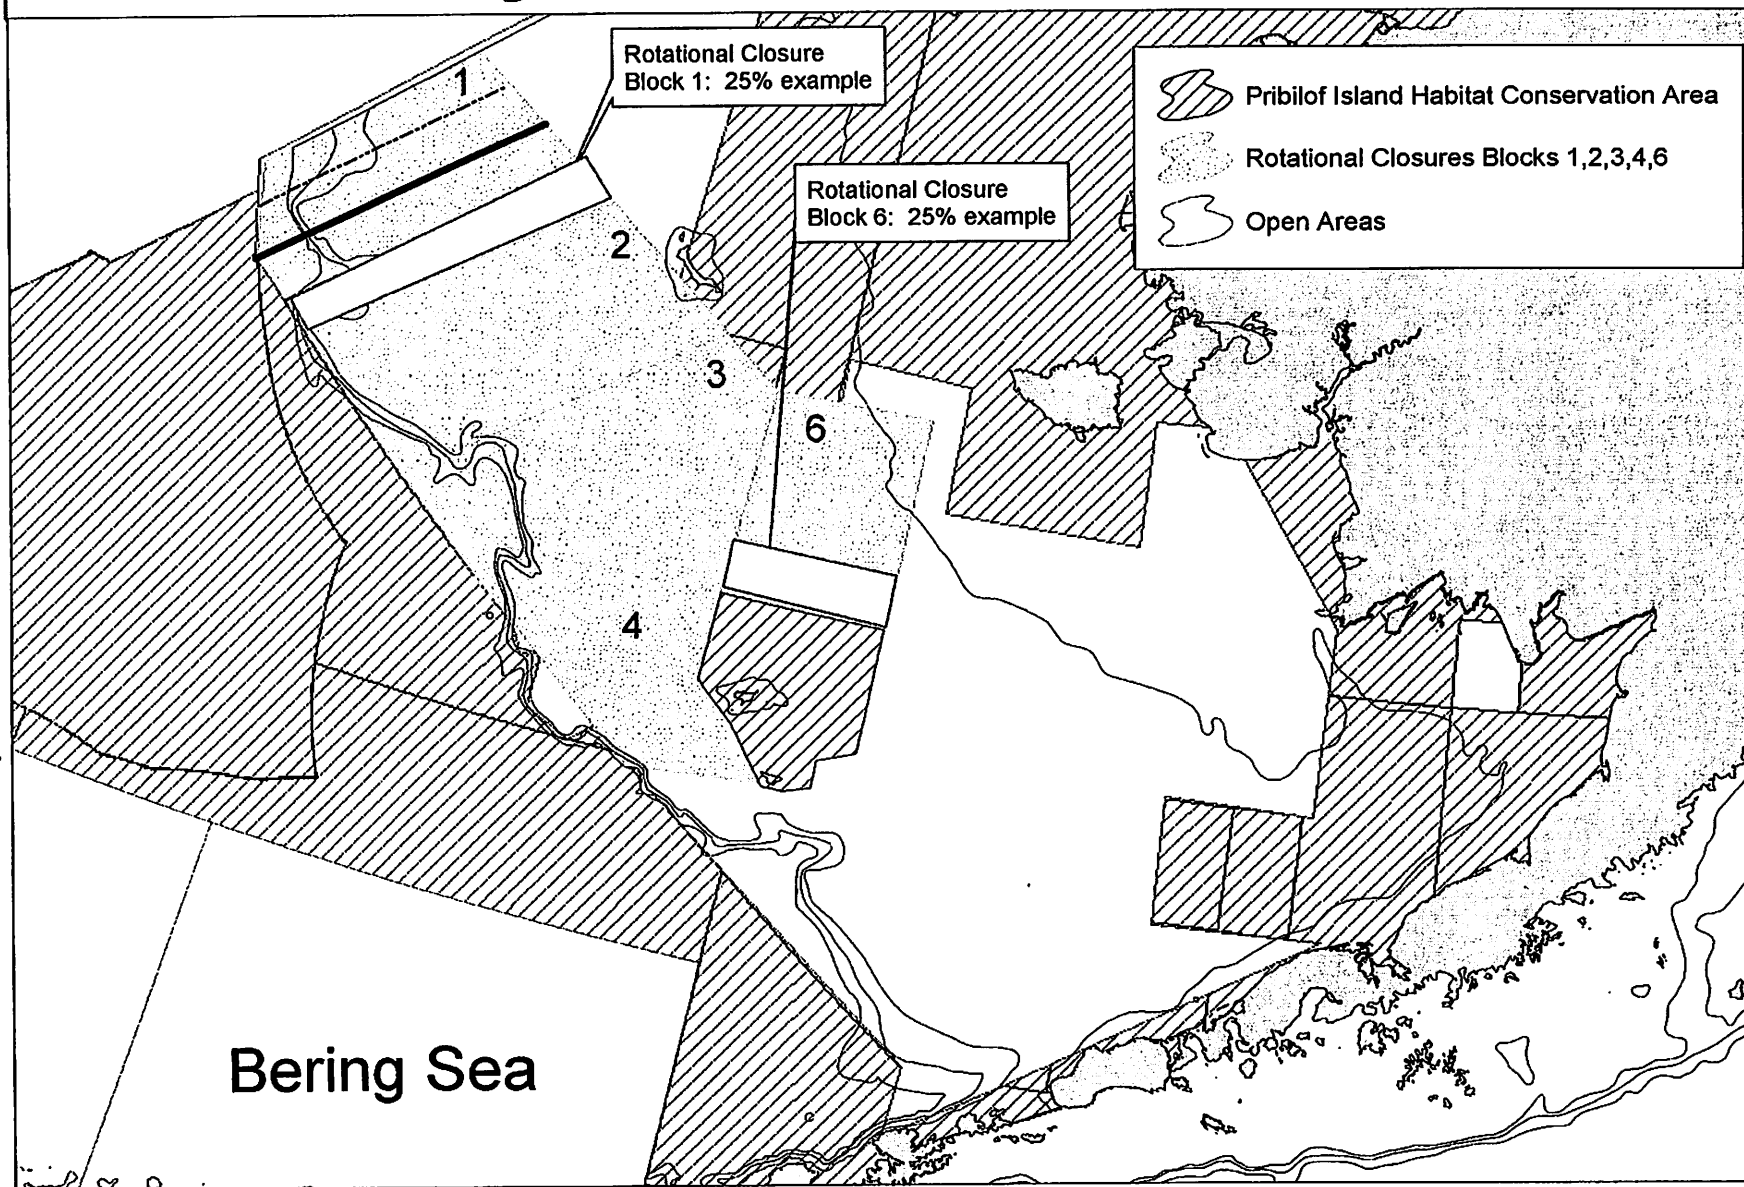 1
Rotational Closure
Block 1: 25% example
Pribilof Island Habitat Conservation Area
Rotational Closures Blocks 1,2,3,4,6
Open Areas
Rotational Closure
Block 6: 25% example
2
3
6
4
Bering Sea